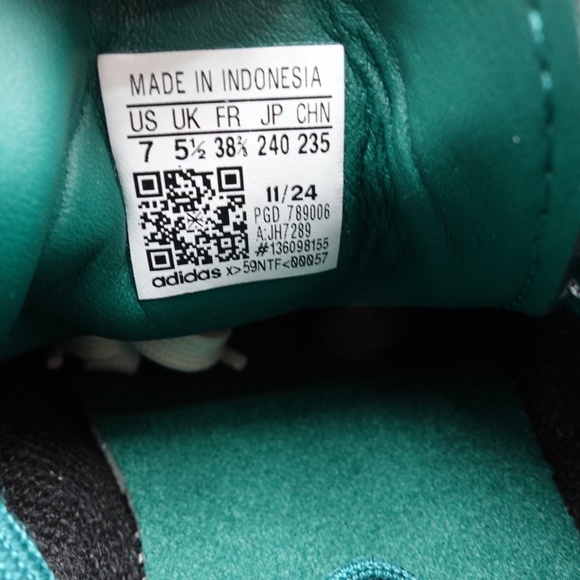 MADE IN INDONESIA
US UK FR JP CHN
7 5½ 38⅔ 240 235
11/24
PGD 789006
A:JH7289
#136098155
adidas x>59NTF<00057